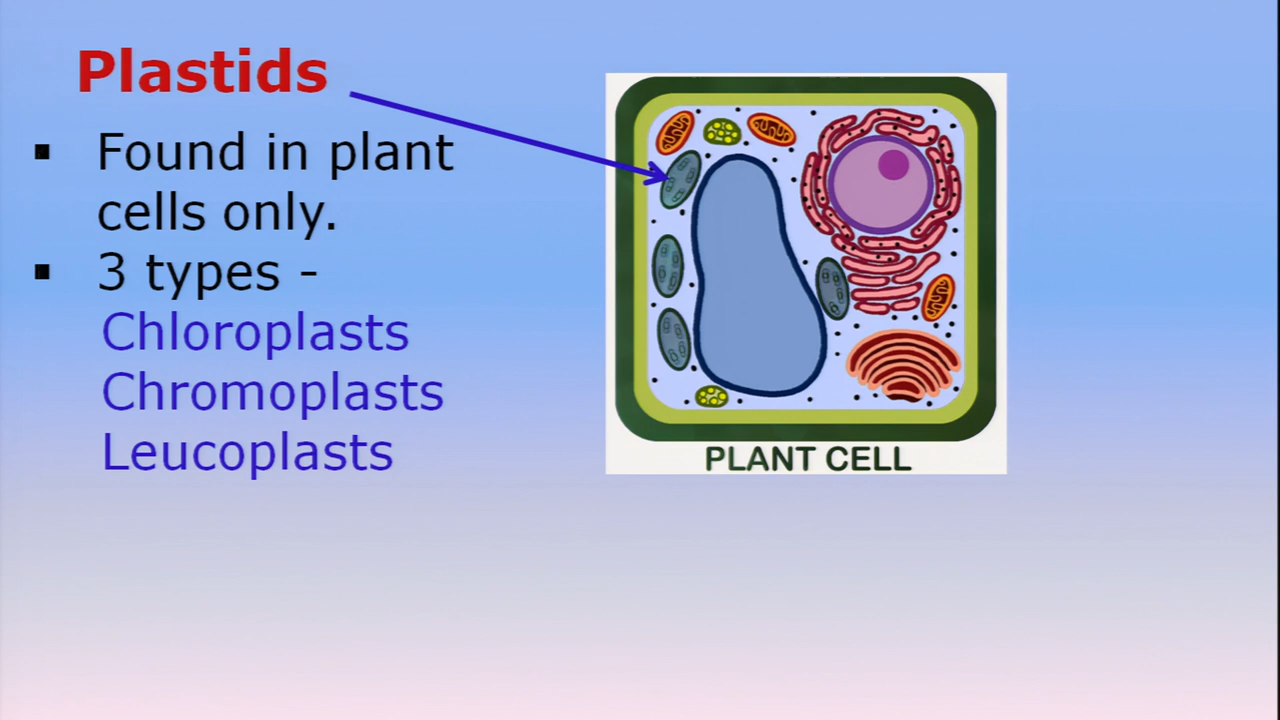 Plastids
▪ Found in plant
cells only.
▪ 3 types -
Chloroplasts
Chromoplasts
Leucoplasts
PLANT CELL